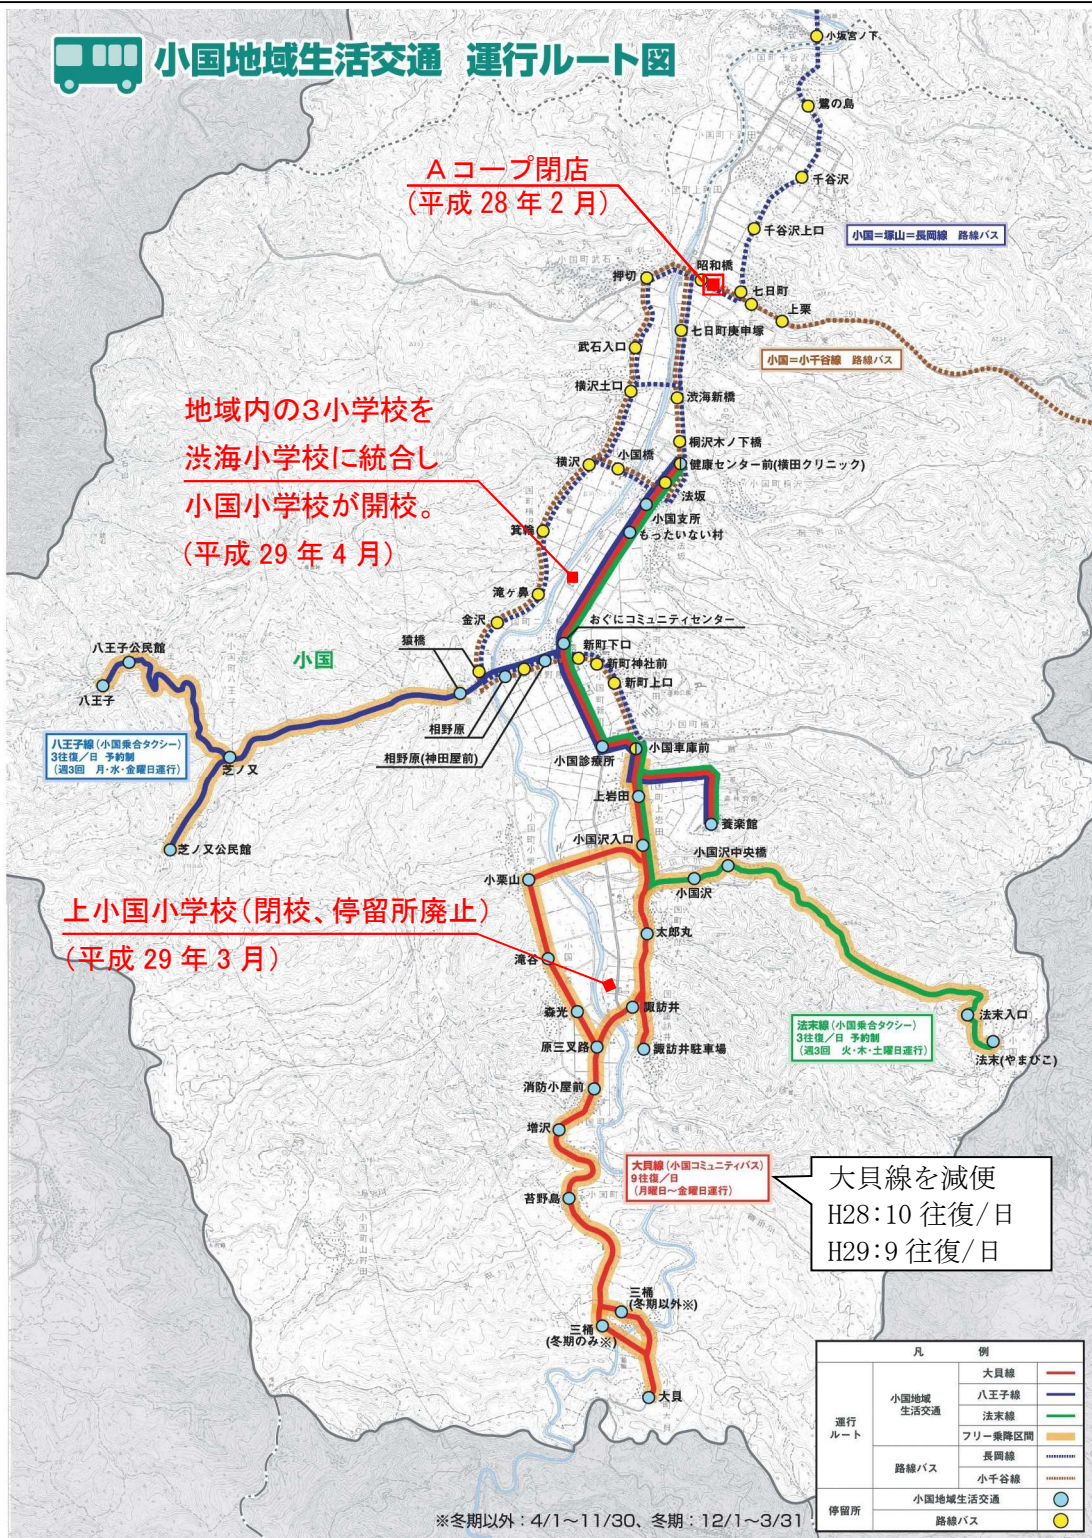 小国地域生活交通 運行ルート図
小坂宮ノ下
鷺の島
千谷沢
千谷沢上口
小国＝塚山＝長岡線 路線バス
Aコープ閉店
(平成28年2月)
昭和橋
押切
七日町
上栗
七日町庚申塚
小国＝小千谷線 路線バス
武石入口
横沢土口
渋海新橋
地域内の3小学校を
渋海小学校に統合し
小国小学校が開校。
(平成29年4月)
桐沢木ノ下橋
横沢
小国橋
健康センター前(横田クリニック)
法坂
小国支所
もったいない村
箕輪
滝ヶ鼻
金沢
おぐにコミュニティセンター
猿橋
八王子公民館
八王子
小国
新町下口
新町神社前
新町上口
相野原
相野原(神田屋前)
小国診療所
小国車庫前
八王子線(小国乗合タクシー)
3往復／日 予約制
(週3回 月・水・金曜日運行)
芝ノ又
芝ノ又公民館
上岩田
養楽館
小国沢入口
小国沢中央橋
小国沢
小栗山
上小国小学校(閉校、停留所廃止)
(平成29年3月)
太郎丸
滝谷
森光
諏訪井
原三叉路
諏訪井駐車場
法末線(小国乗合タクシー)
3往復／日 予約制
(週3回 火・木・土曜日運行)
法末入口
法末(やまびこ)
消防小屋前
増沢
大貝線(小国コミュニティバス)
9往復／日
(月曜日～金曜日運行)
大貝線を減便
H28:10往復/日
H29:9往復/日
苔野島
三桶
(冬期以外※)
三桶
(冬期のみ※)
大貝
凡 例
運行
ルート
小国地域
生活交通
大貝線
八王子線
法末線
フリー乗降区間
路線バス
長岡線
小千谷線
停留所
小国地域生活交通
路線バス
※冬期以外：4/1～11/30、冬期：12/1～3/31